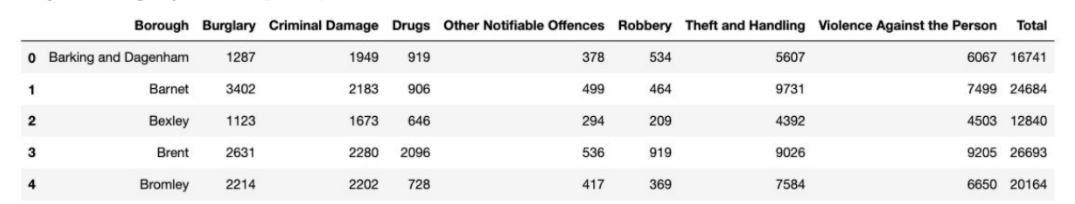 Borough Burglary Criminal Damage Drugs Other Notifiable Offences Robbery Theft and Handling Violence Against the Person Total
0 Barking and Dagenham 1287 1949 919 378 534 5607 6067 16741
1 Barnet 3402 2183 906 499 464 9731 7499 24684
2 Bexley 1123 1673 646 294 209 4392 4503 12840
3 Brent 2631 2280 2096 536 919 9026 9205 26693
4 Bromley 2214 2202 728 417 369 7584 6650 20164